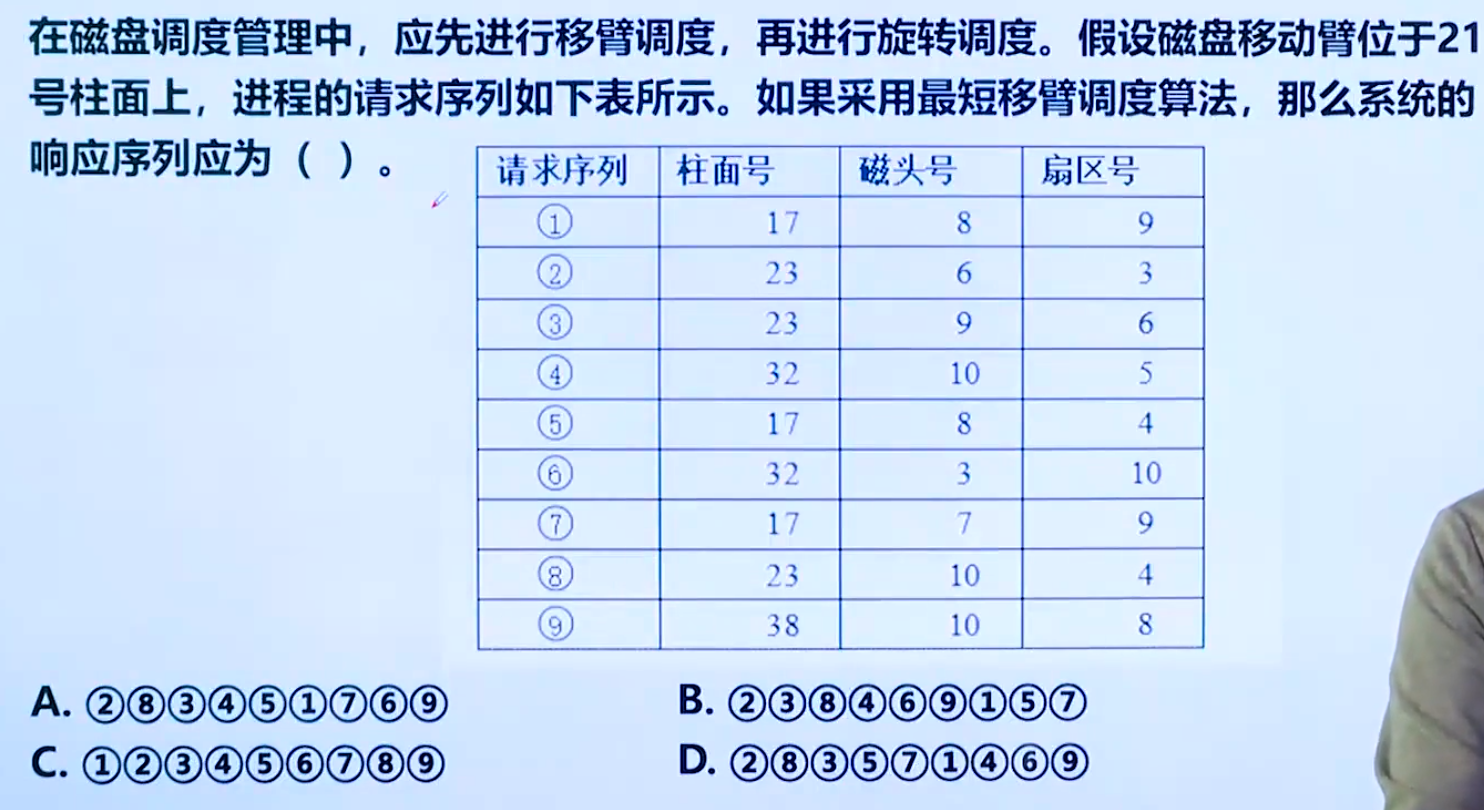 在磁盘调度管理中，应先进行移臂调度，再进行旋转调度。假设磁盘移动臂位于21
号柱面上，进程的请求序列如下表所示。如果采用最短移臂调度算法，那么系统的
响应序列应为（ ）。
请求序列 柱面号 磁头号 扇区号
① 17 8 9
② 23 6 3
③ 23 9 6
④ 32 10 5
⑤ 17 8 4
⑥ 32 3 10
⑦ 17 7 9
⑧ 23 10 4
⑨ 38 10 8
A. ②⑧③④⑤①⑦⑥⑨ B. ②③⑧④⑥⑨①⑤⑦
C. ①②③④⑤⑥⑦⑧⑨ D. ②⑧③⑤⑦①④⑥⑨